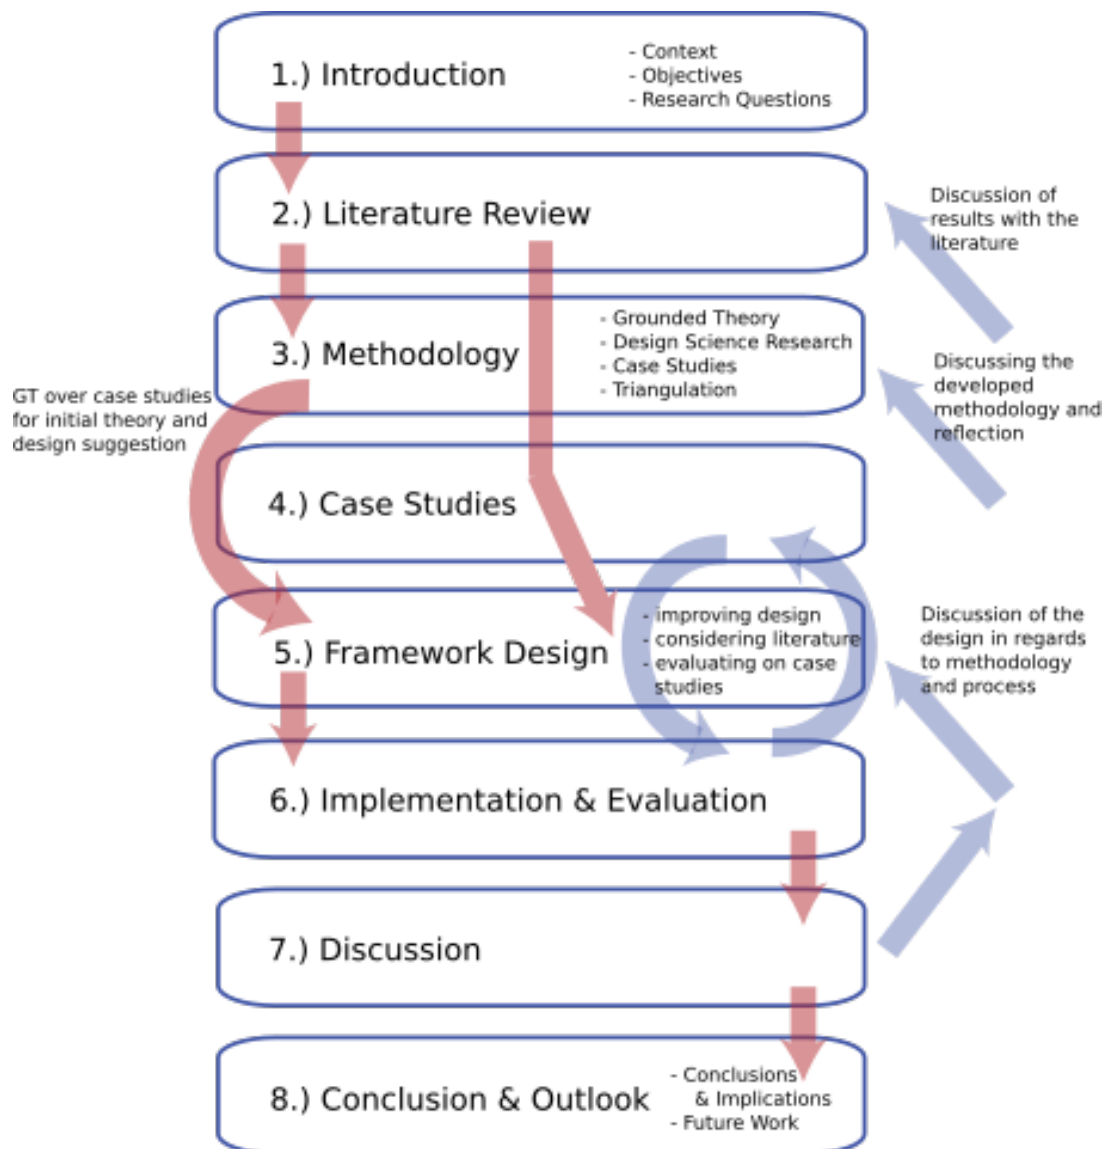 1.) Introduction
- Context
- Objectives
- Research Questions
2.) Literature Review
Discussion of
results with the
literature
3.) Methodology
- Grounded Theory
- Design Science Research
- Case Studies
- Triangulation
Discussing the
developed
methodology and
reflection
GT over case studies
for initial theory and
design suggestion
4.) Case Studies
5.) Framework Design
- improving design
- considering literature
- evaluating on case
studies
Discussion of the
design in regards
to methodology
and process
6.) Implementation & Evaluation
7.) Discussion
8.) Conclusion & Outlook
- Conclusions
& Implications
- Future Work